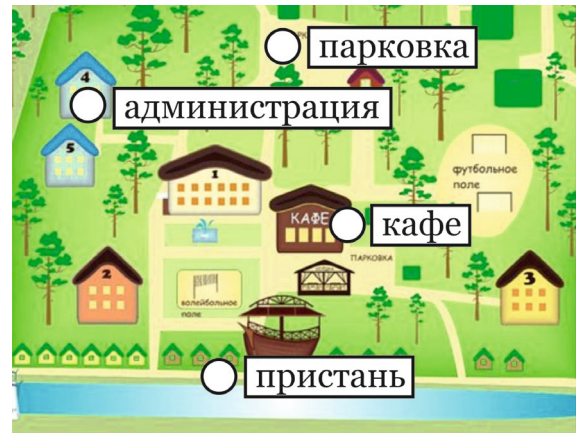 парковка
4
администрация
5
1
футбольное
поле
КАФЕ
кафе
ПАРКОВКА
2
3
волейбольное
поле
пристань